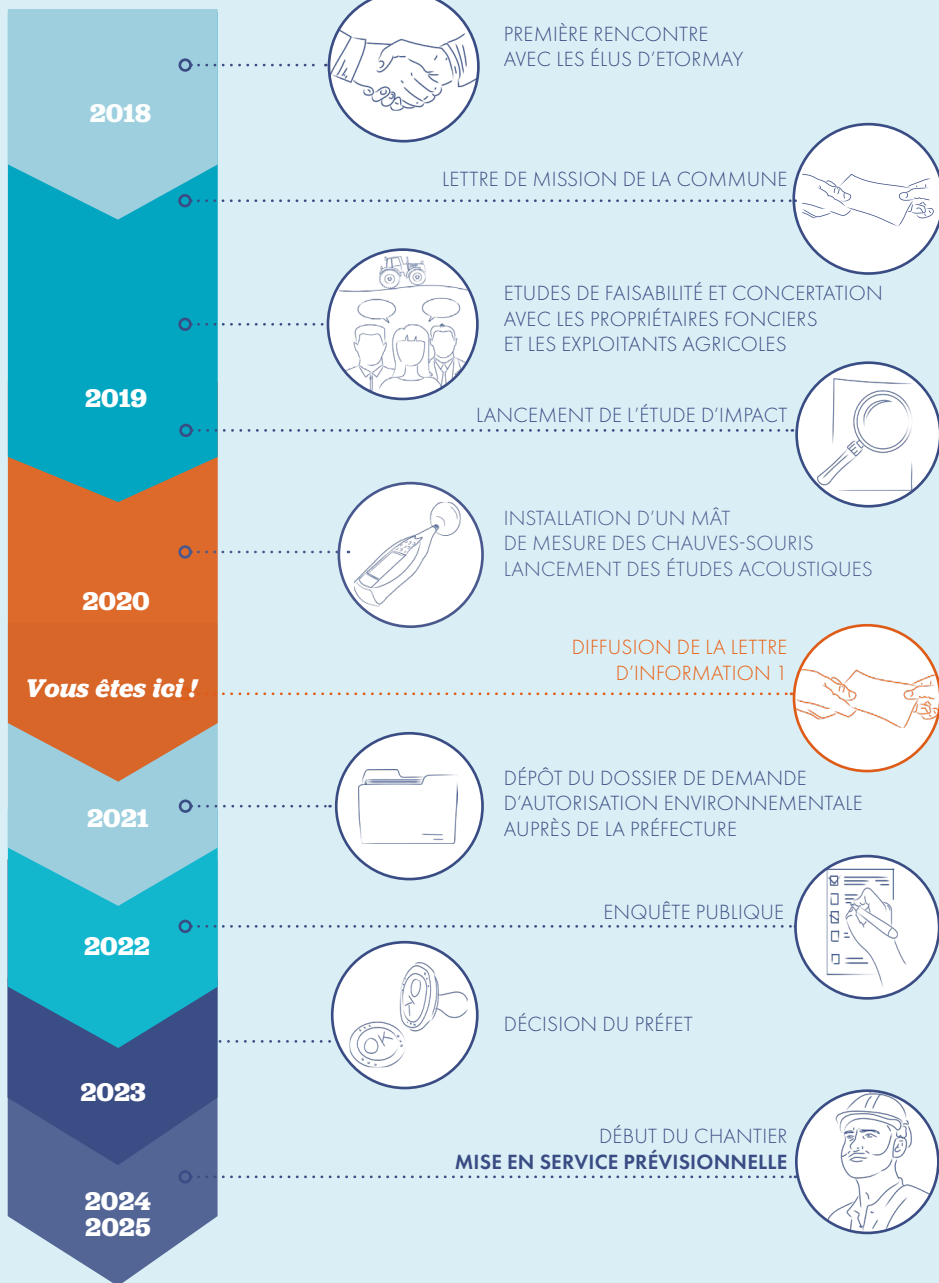 2018
PREMIÈRE RENCONTRE
AVEC LES ÉLUS D'ETORMAY
LETTRE DE MISSION DE LA COMMUNE
2019
ETUDES DE FAISABILITÉ ET CONCERTATION
AVEC LES PROPRIÉTAIRES FONCIERS
ET LES EXPLOITANTS AGRICOLES
LANCEMENT DE L'ÉTUDE D'IMPACT
2020
INSTALLATION D'UN MÂT
DE MESURE DES CHAUVES-SOURIS
LANCEMENT DES ÉTUDES ACOUSTIQUES
Vous êtes ici !
DIFFUSION DE LA LETTRE
D'INFORMATION 1
2021
DÉPÔT DU DOSSIER DE DEMANDE
D'AUTORISATION ENVIRONNEMENTALE
AUPRÈS DE LA PRÉFECTURE
2022
ENQUÊTE PUBLIQUE
2023
OK
OK
DÉCISION DU PRÉFET
2024
2025
DÉBUT DU CHANTIER
MISE EN SERVICE PRÉVISIONNELLE